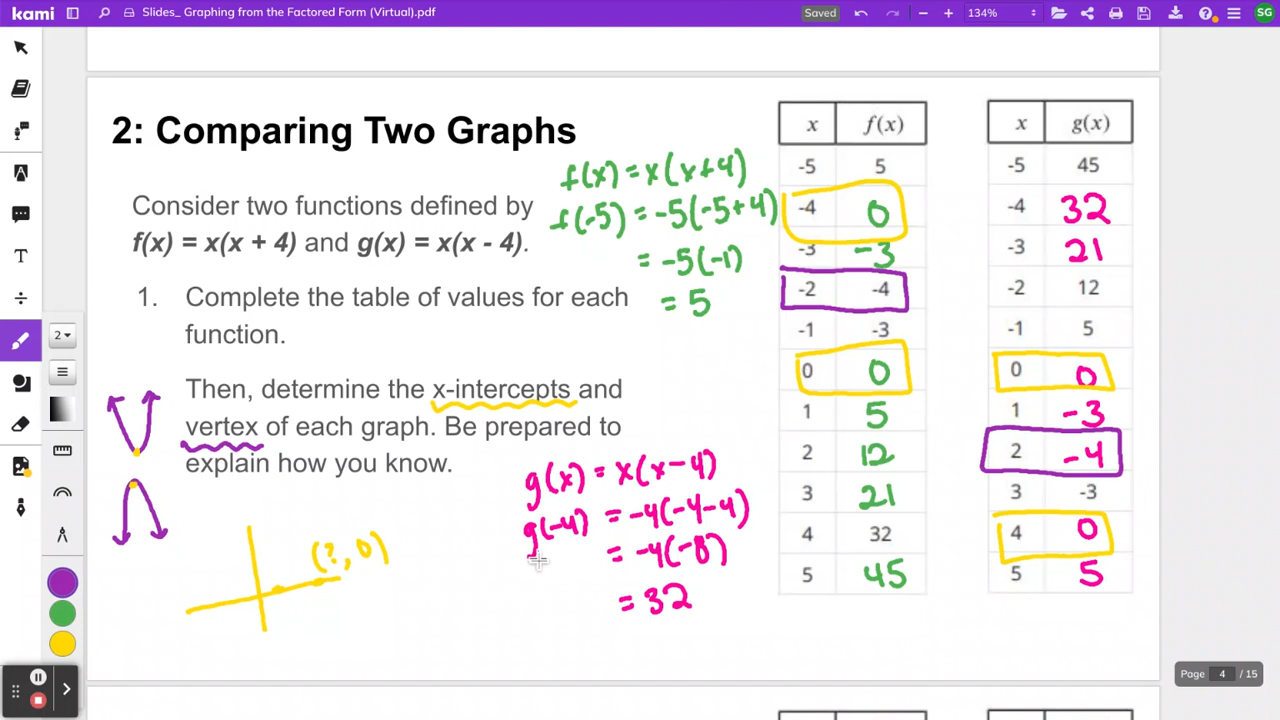 kami Slides_ Graphing from the Factored Form (Virtual).pdf Saved 134% SG
2: Comparing Two Graphs
Consider two functions defined by
f(x) = x(x + 4) and g(x) = x(x - 4).
1. Complete the table of values for each
function.
Then, determine the x-intercepts and
vertex of each graph. Be prepared to
explain how you know.
f(x) = x(x+4)
f(-5) = -5(-5+4)
= -5(-1)
= 5
g(x) = x(x-4)
g(-4) = -4(-4-4)
= -4(-8)
= 32
(?, 0)
x f(x)
-5 5
-4 0
-3 -3
-2 -4
-1 -3
0 0
1 5
2 12
3 21
4 32
5 45
x g(x)
-5 45
-4 32
-3 21
-2 12
-1 5
0 0
1 -3
2 -4
3 -3
4 0
5 5
2
T
Page 4 / 15
x f(x)
x g(x)